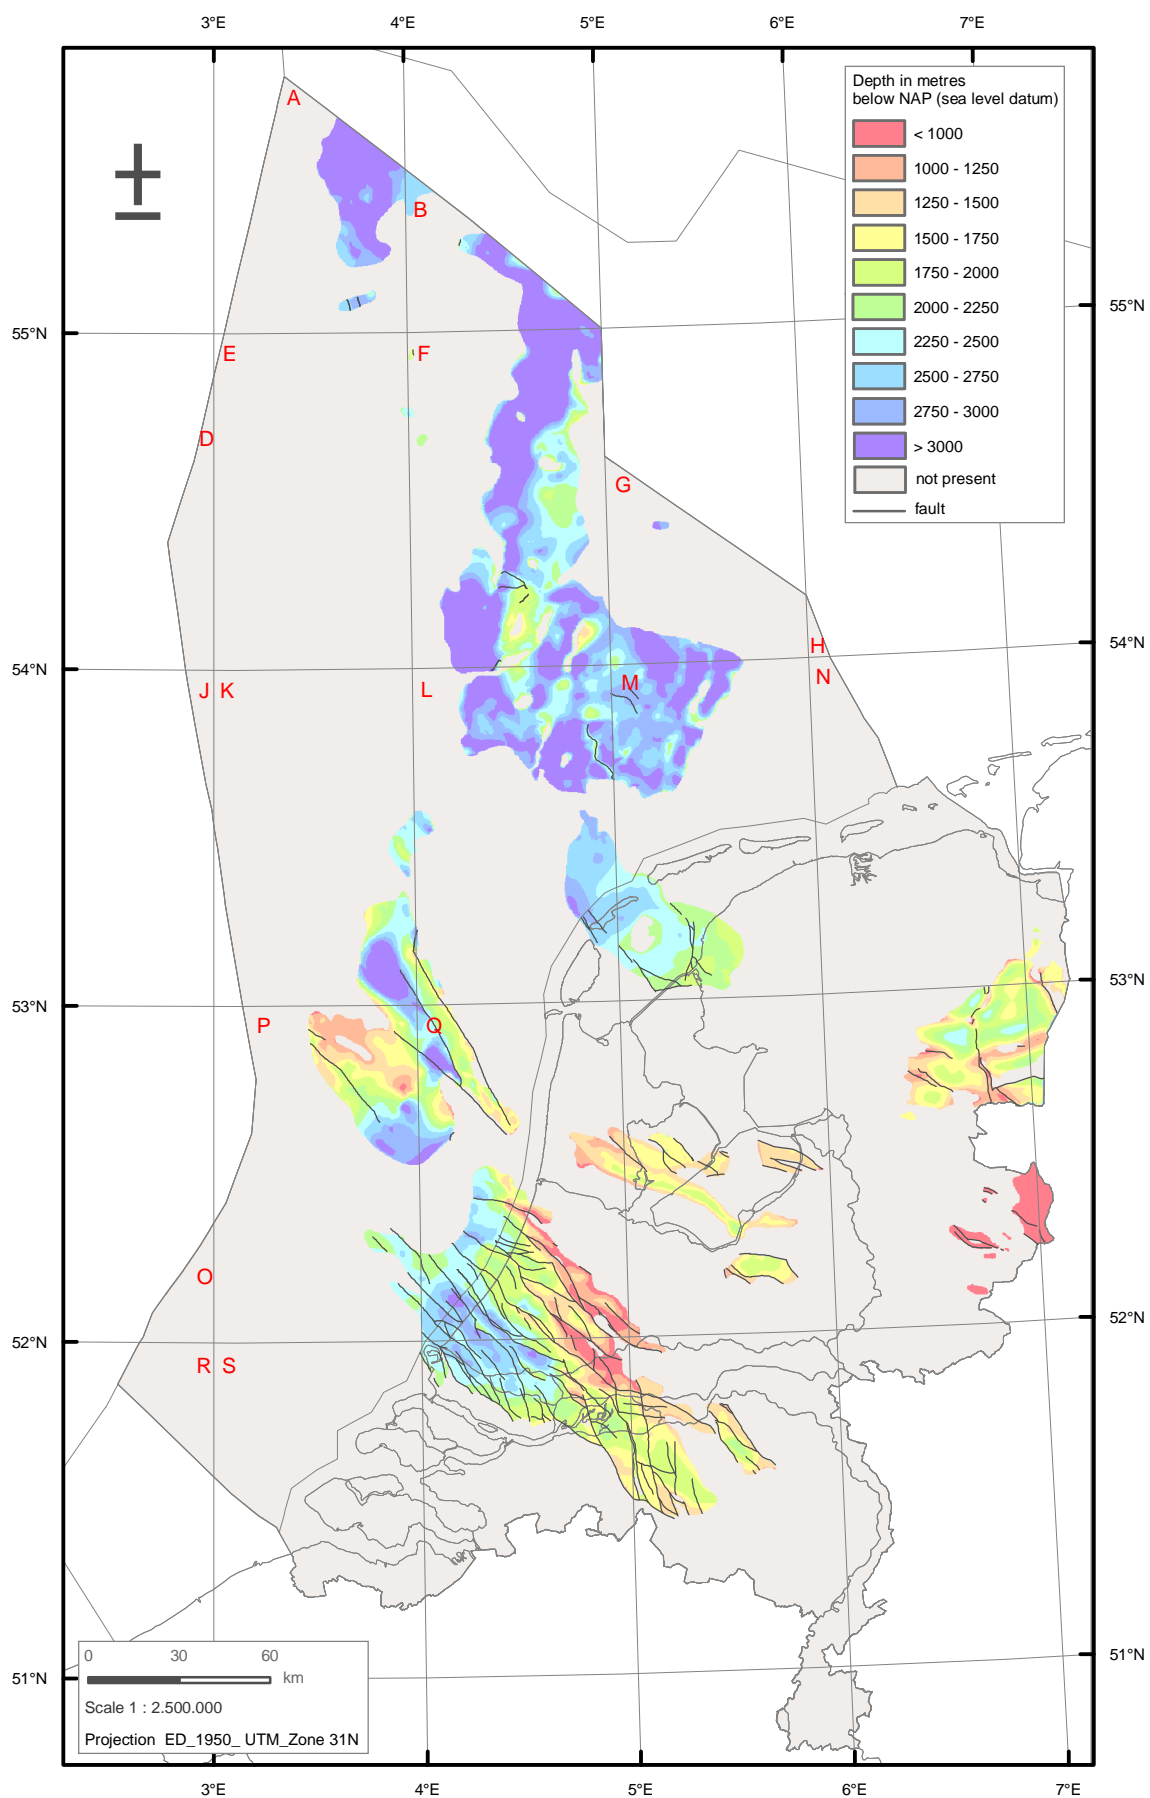 3°E 4°E 5°E 6°E 7°E
Depth in metres
below NAP (sea level datum)
< 1000
1000 - 1250
1250 - 1500
1500 - 1750
1750 - 2000
2000 - 2250
2250 - 2500
2500 - 2750
2750 - 3000
> 3000
not present
fault
A
B
55°N 55°N
E F
D
G
54°N H 54°N
J K L M N
53°N 53°N
P Q
O
52°N 52°N
R S
51°N 51°N
0 30 60
km
Scale 1 : 2.500.000
Projection ED_1950_ UTM_Zone 31N
3°E 4°E 5°E 6°E 7°E